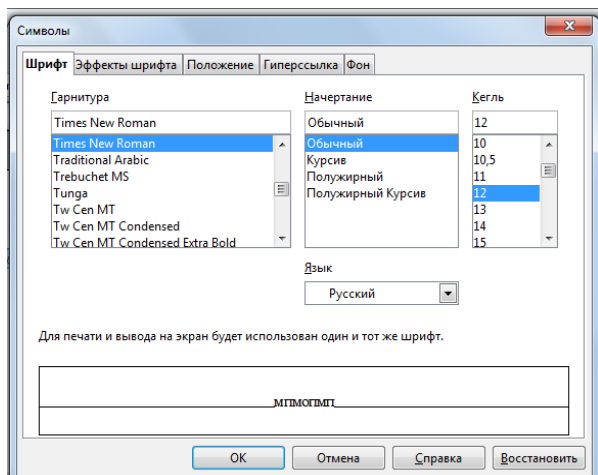 Символы
Шрифт Эффекты шрифта Положение Гиперссылка Фон
Гарнитура Начертание Кегль
Times New Roman Обычный 12
Times New Roman Обычный 10
Traditional Arabic Курсив 10,5
Trebuchet MS Полужирный 11
Tunga Полужирный Курсив 12
Tw Cen MT 13
Tw Cen MT Condensed 14
Tw Cen MT Condensed Extra Bold 15
Язык
Русский
Для печати и вывода на экран будет использован один и тот же шрифт.
мпмопмп
ОК Отмена Справка Восстановить